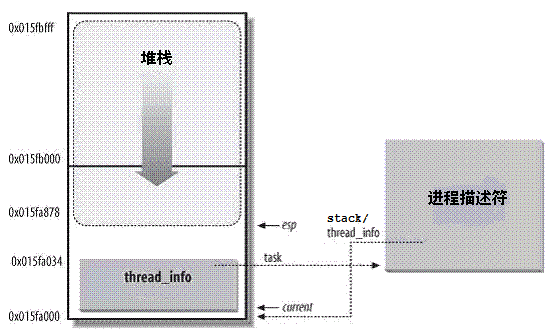 0x015fbfff
堆栈
0x015fb000
进程描述符
0x015fa878
esp
stack/
thread_info
0x015fa034
task
thread_info
current
0x015fa000